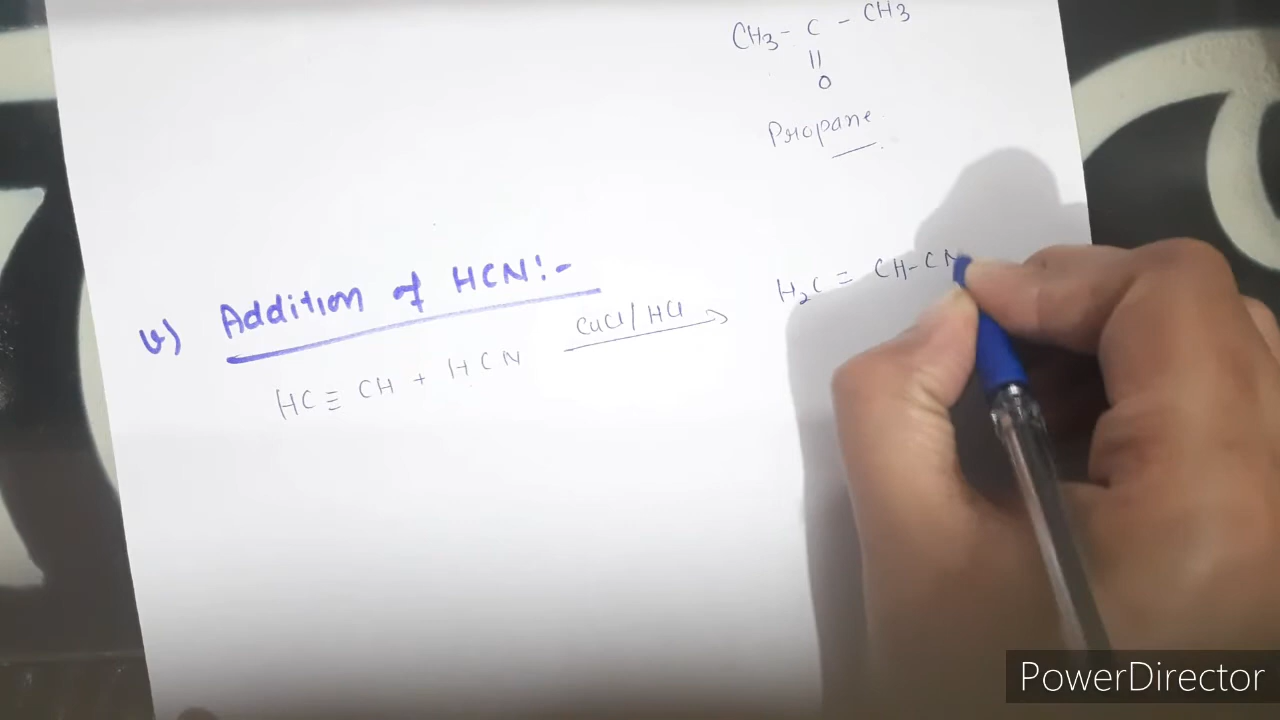 CH3 - C - CH3
||
O
Propane
v) Addition of HCN:-
HC ≡ CH + HCN CuCl/HCl → H2C = CH-CN
PowerDirector